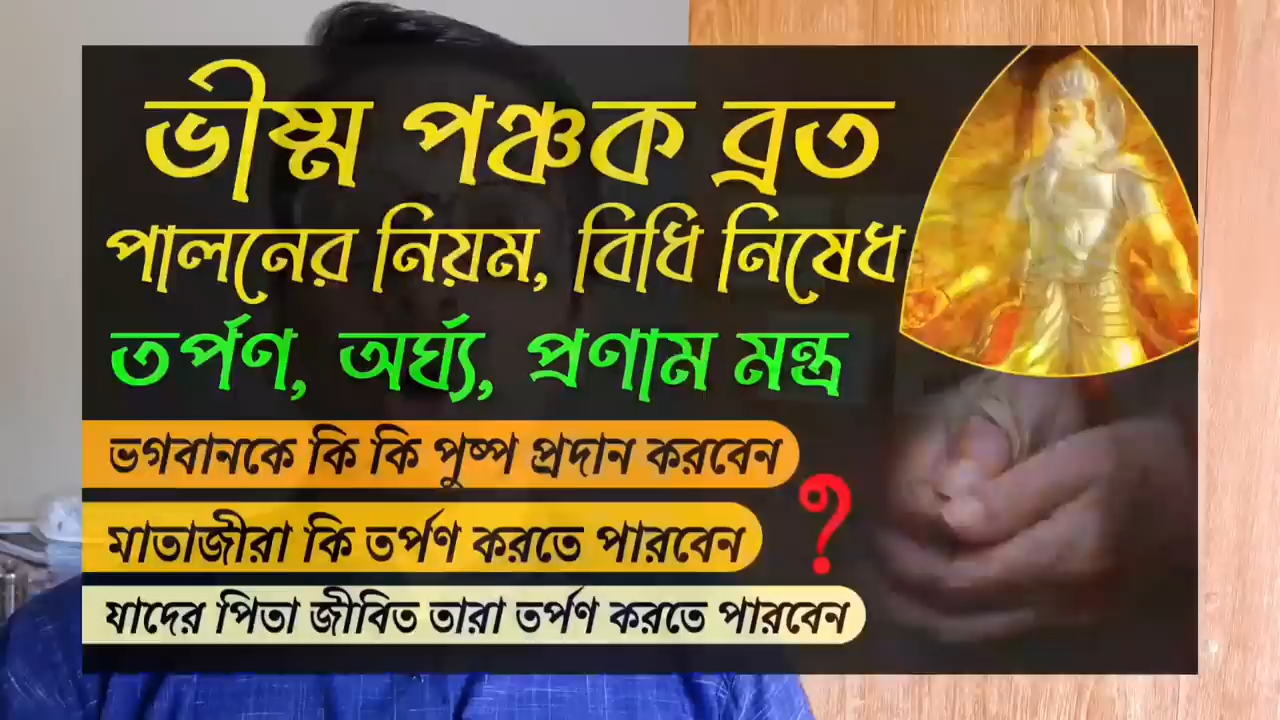 ভীষ্ম পঞ্চক ব্রত
পালনের নিয়ম, বিধি নিষেধ
তর্পণ, অর্ঘ্য, প্রণাম মন্ত্র
ভগবানকে কি কি পুষ্প প্রদান করবেন
মাতাজীরা কি তর্পণ করতে পারবেন
যাদের পিতা জীবিত তারা তর্পণ করতে পারবেন
?